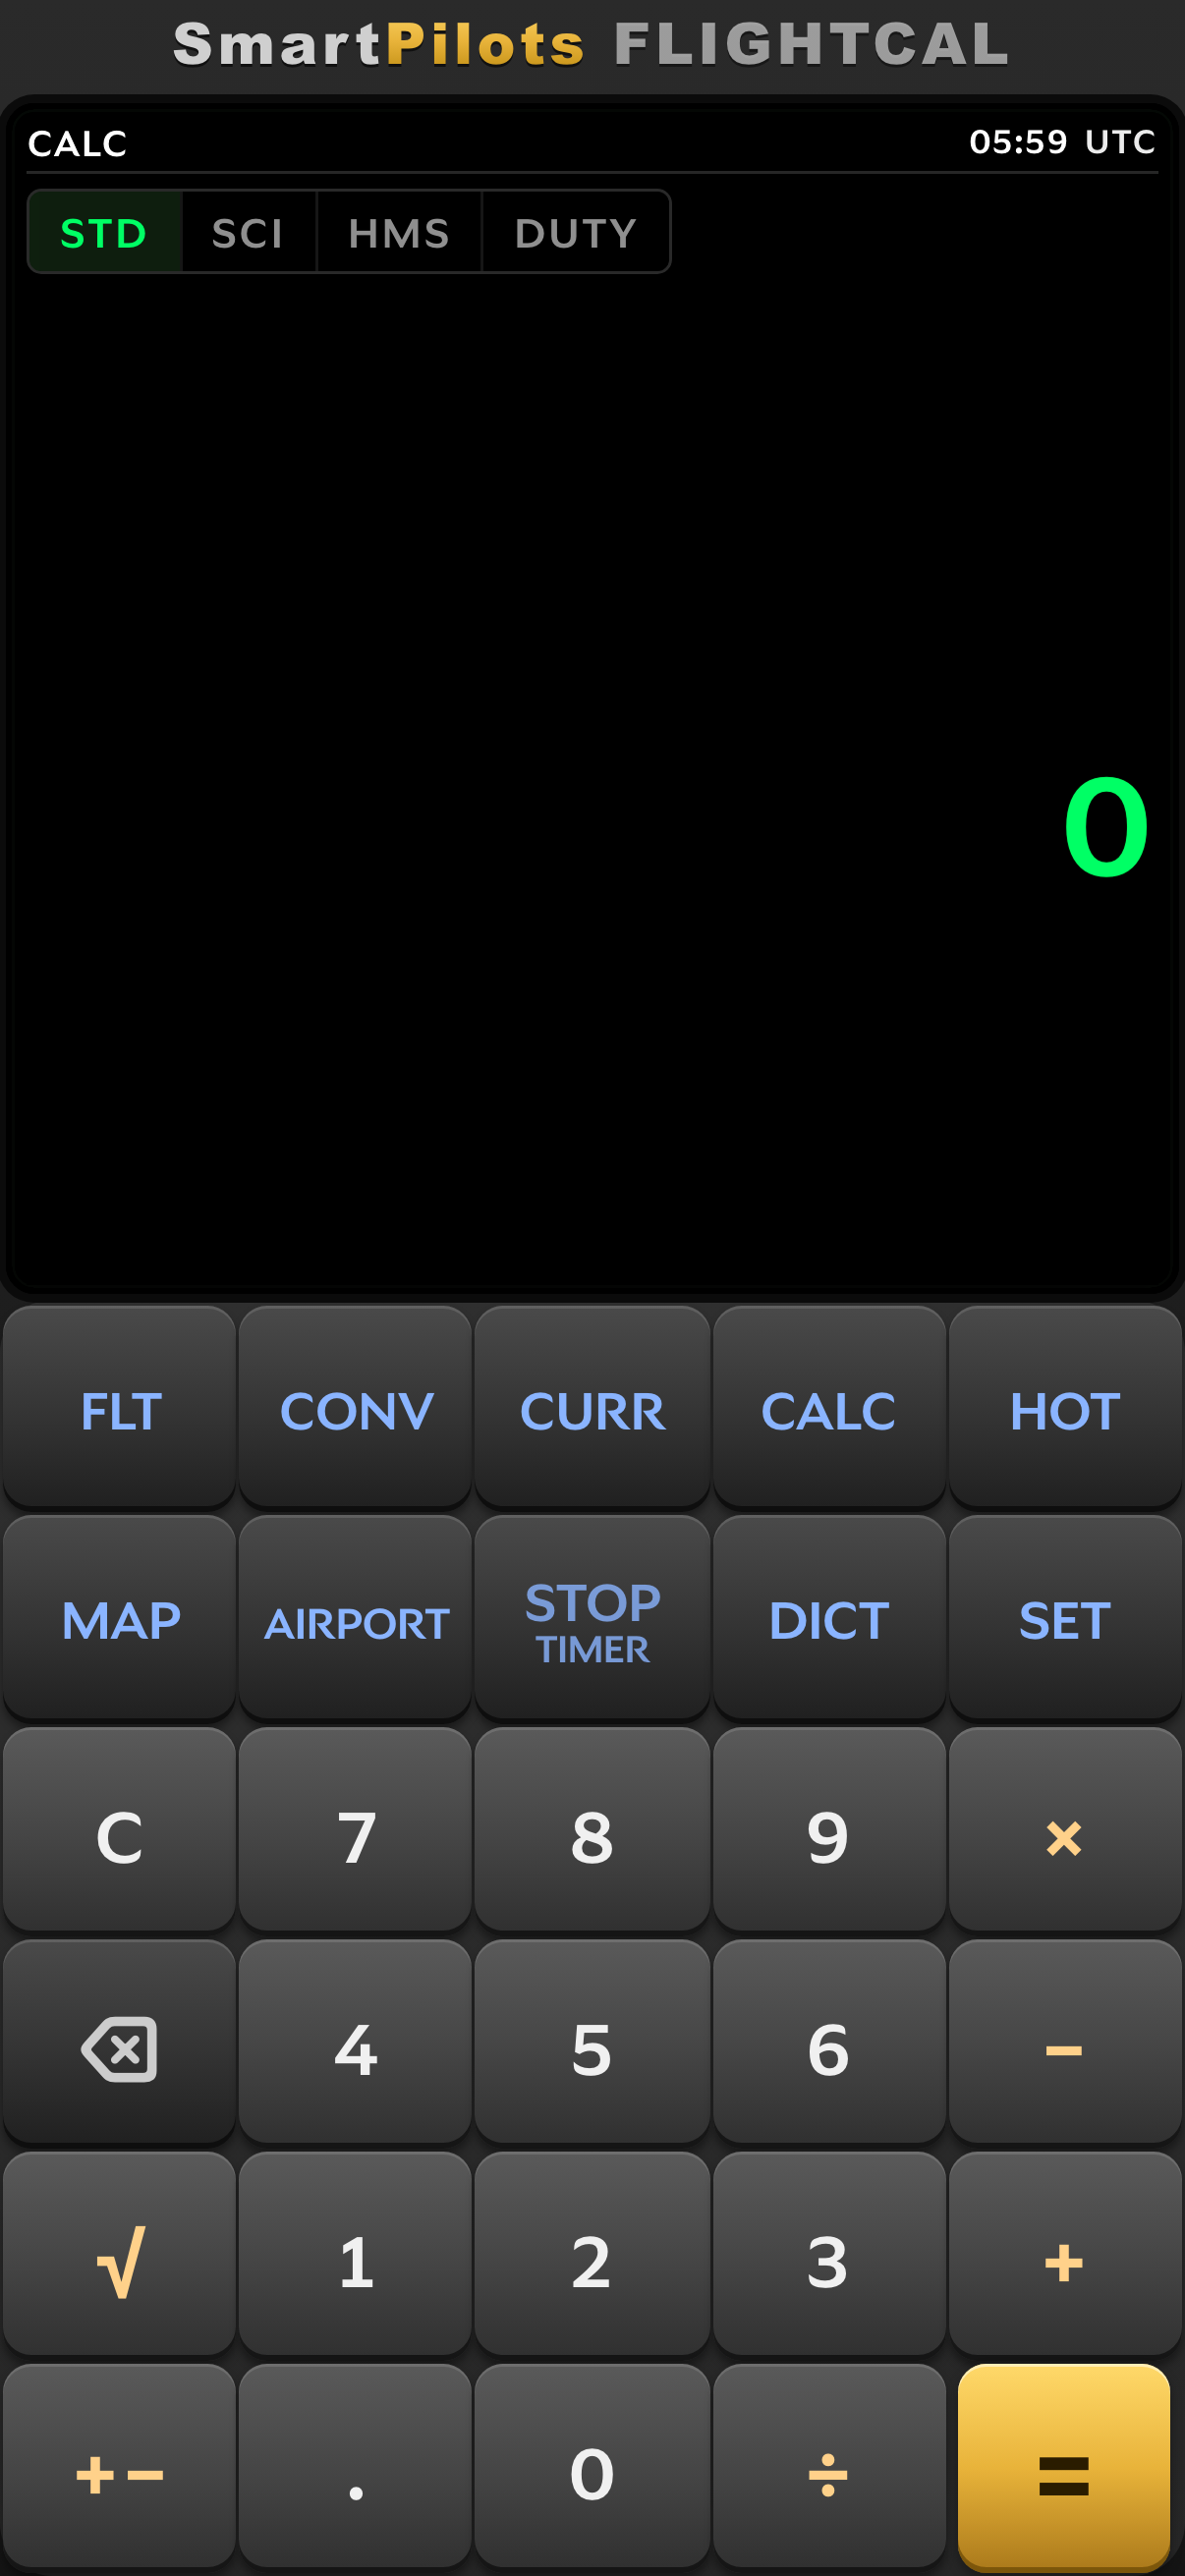 SmartPilots FLIGHTCAL
CALC 05:59 UTC
STD SCI HMS DUTY
0
FLT CONV CURR CALC HOT
MAP AIRPORT STOP TIMER DICT SET
C 7 8 9 ×
4 5 6 −
√ 1 2 3 +
+− . 0 ÷ =